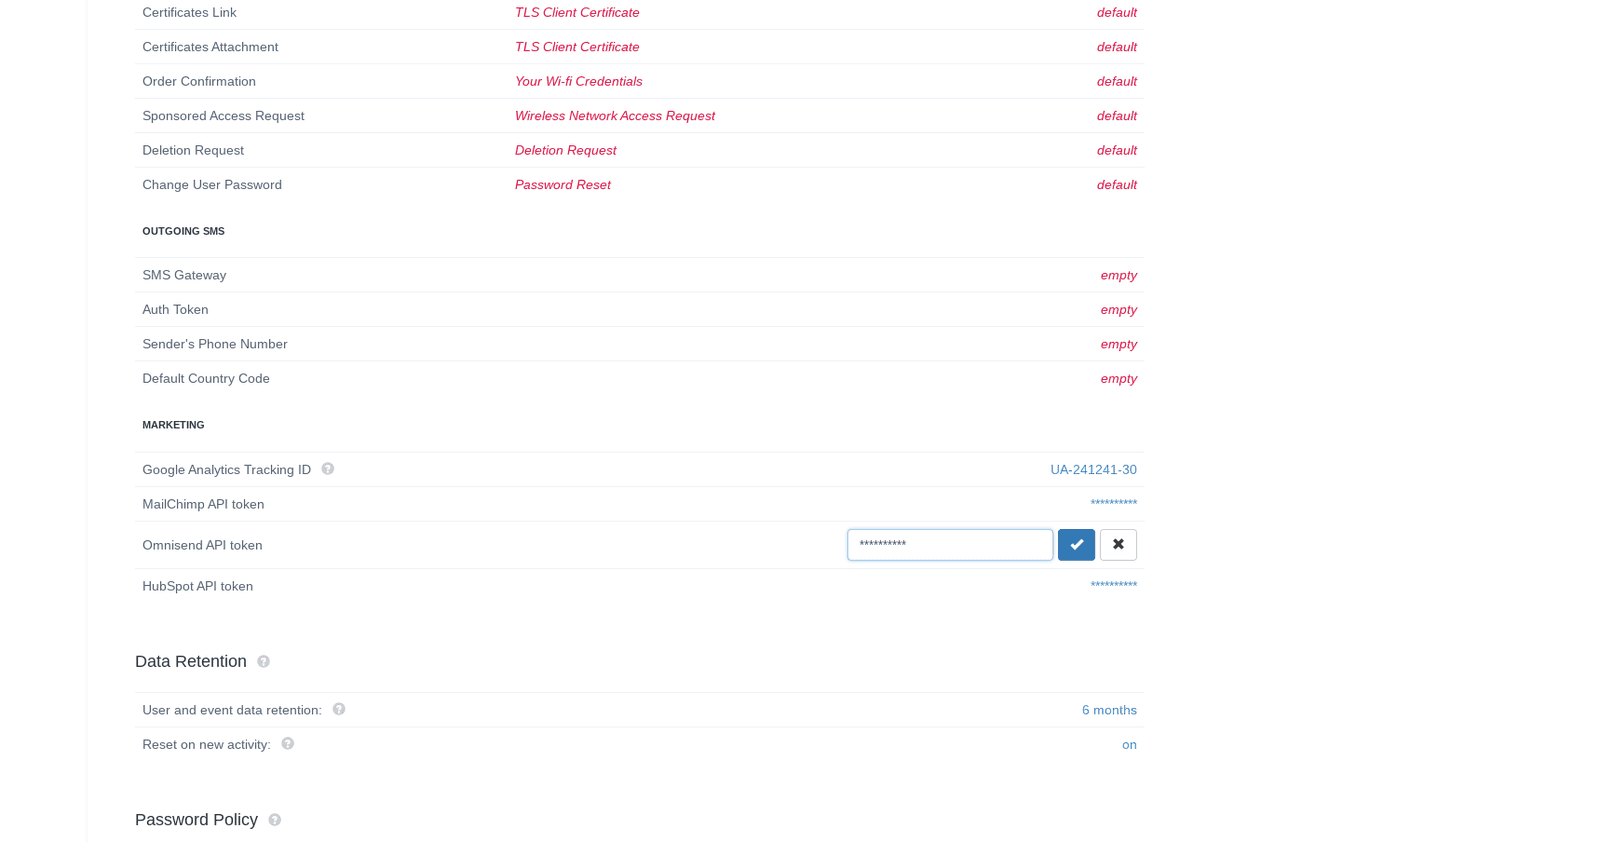 Certificates Link TLS Client Certificate default
Certificates Attachment TLS Client Certificate default
Order Confirmation Your Wi-fi Credentials default
Sponsored Access Request Wireless Network Access Request default
Deletion Request Deletion Request default
Change User Password Password Reset default
OUTGOING SMS
SMS Gateway empty
Auth Token empty
Sender's Phone Number empty
Default Country Code empty
MARKETING
Google Analytics Tracking ID ? UA-241241-30
MailChimp API token **********
Omnisend API token **********
HubSpot API token **********
Data Retention ?
User and event data retention: ? 6 months
Reset on new activity: ? on
Password Policy ?